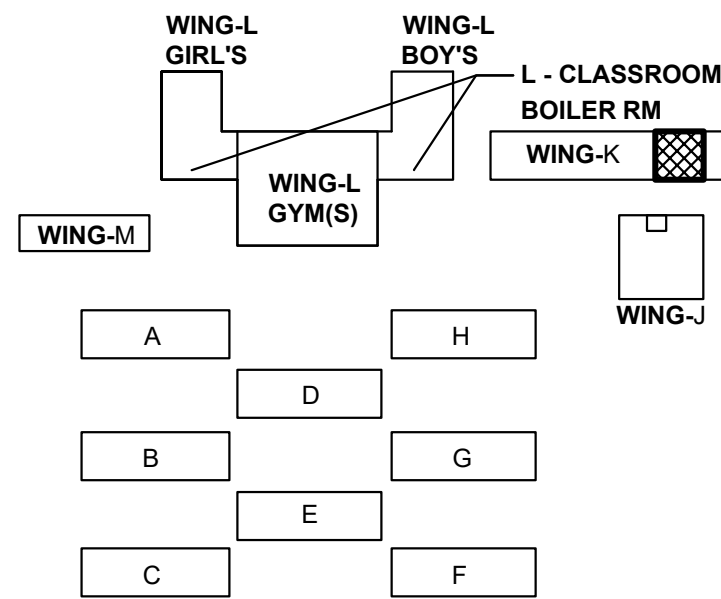 WING-L
GIRL'S
WING-L
BOY'S
L - CLASSROOM
BOILER RM
WING-K
WING-L
GYM(S)
WING-M
WING-J
A
H
D
B
G
E
C
F